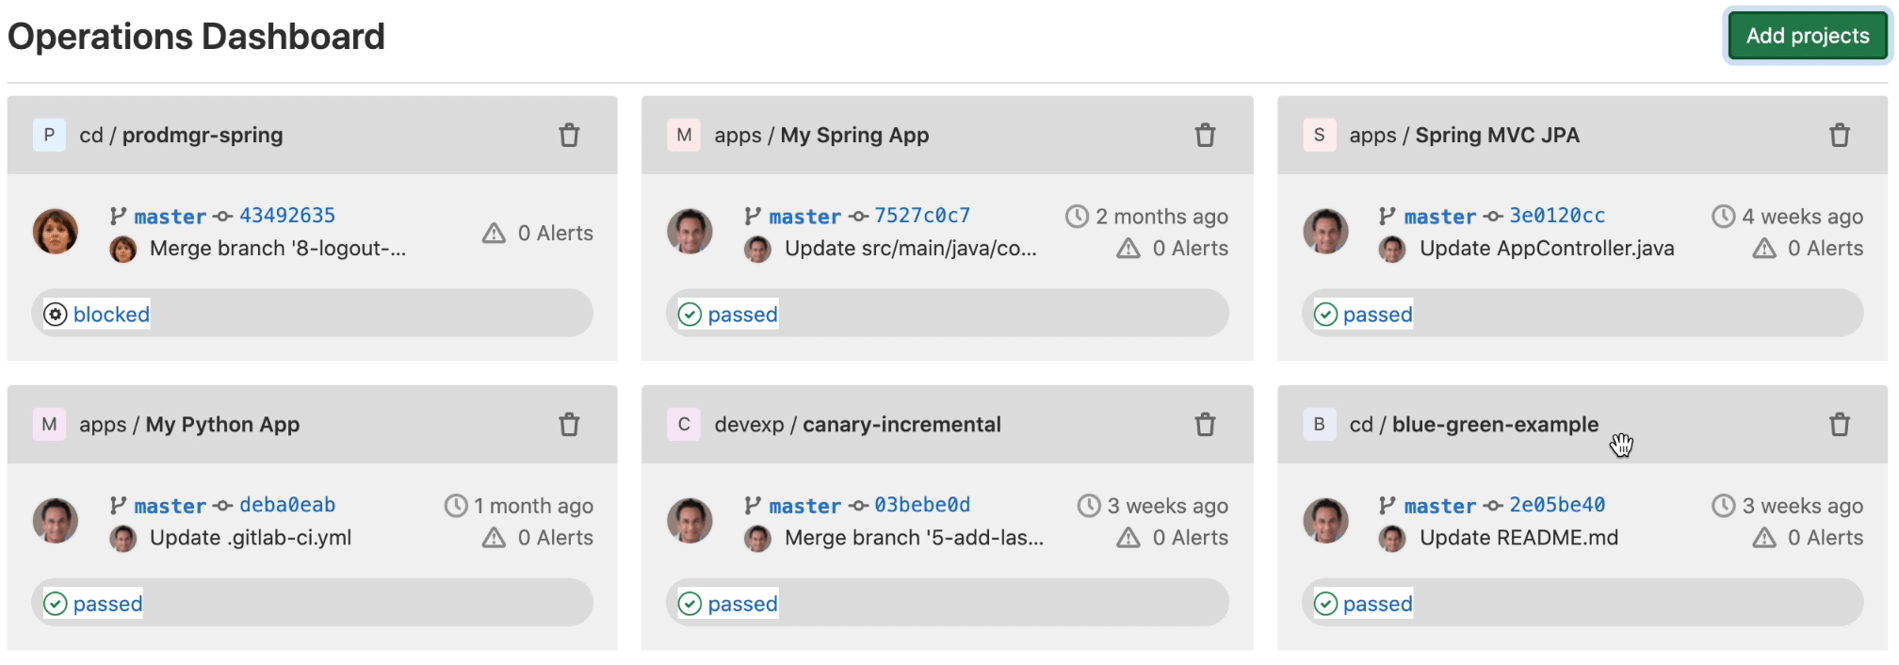 Operations Dashboard
Add projects
P cd / prodmgr-spring
master 43492635
Merge branch '8-logout-...
0 Alerts
blocked
M apps / My Spring App
master 7527c0c7
2 months ago
Update src/main/java/co...
0 Alerts
passed
S apps / Spring MVC JPA
master 3e0120cc
4 weeks ago
Update AppController.java
0 Alerts
passed
M apps / My Python App
master deba0eab
1 month ago
Update .gitlab-ci.yml
0 Alerts
passed
C devexp / canary-incremental
master 03bebe0d
3 weeks ago
Merge branch '5-add-las...
0 Alerts
passed
B cd / blue-green-example
master 2e05be40
3 weeks ago
Update README.md
0 Alerts
passed